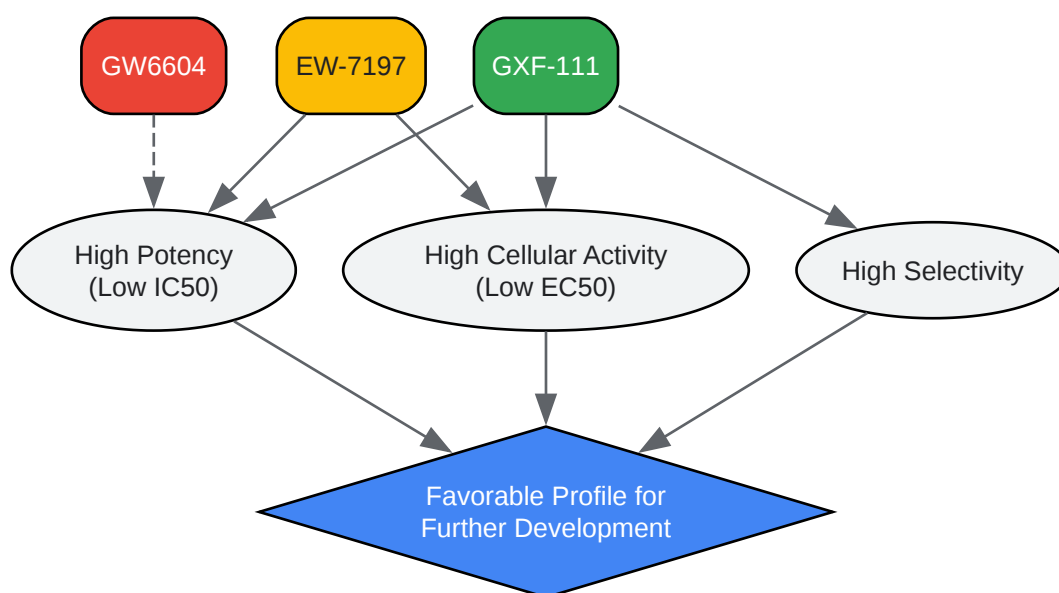 GW6604
EW-7197
GXF-111
High Potency
(Low IC50)
High Cellular Activity
(Low EC50)
High Selectivity
Favorable Profile for
Further Development